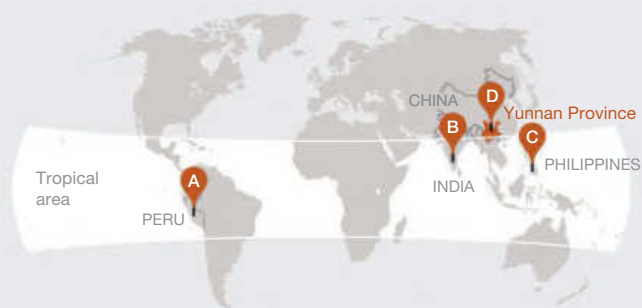 D
CHINA
Yunnan Province
B
C
PHILIPPINES
Tropical
area
A
INDIA
PERU